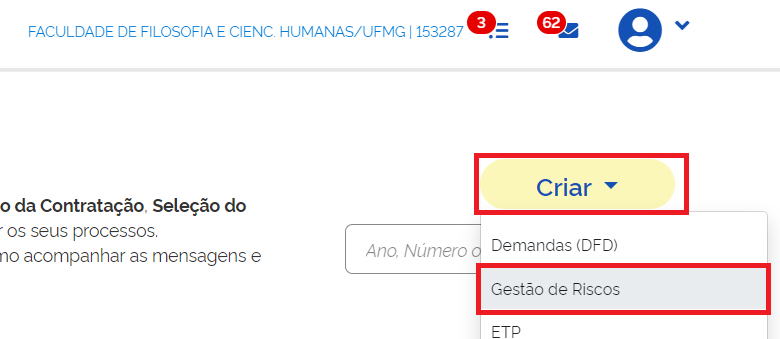 FACULDADE DE FILOSOFIA E CIENC. HUMANAS/UFMG | 153287 3 62
Criar
o da Contratação, Seleção do
r os seus processos.
mo acompanhar as mensagens e
Ano, Número o
Demandas (DFD)
Gestão de Riscos
ETP